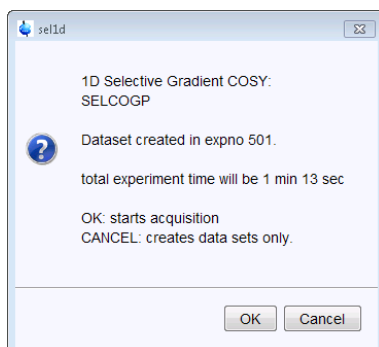 sel1d
1D Selective Gradient COSY:
SELCOGP
Dataset created in expno 501.
total experiment time will be 1 min 13 sec
OK: starts acquisition
CANCEL: creates data sets only.
OK Cancel